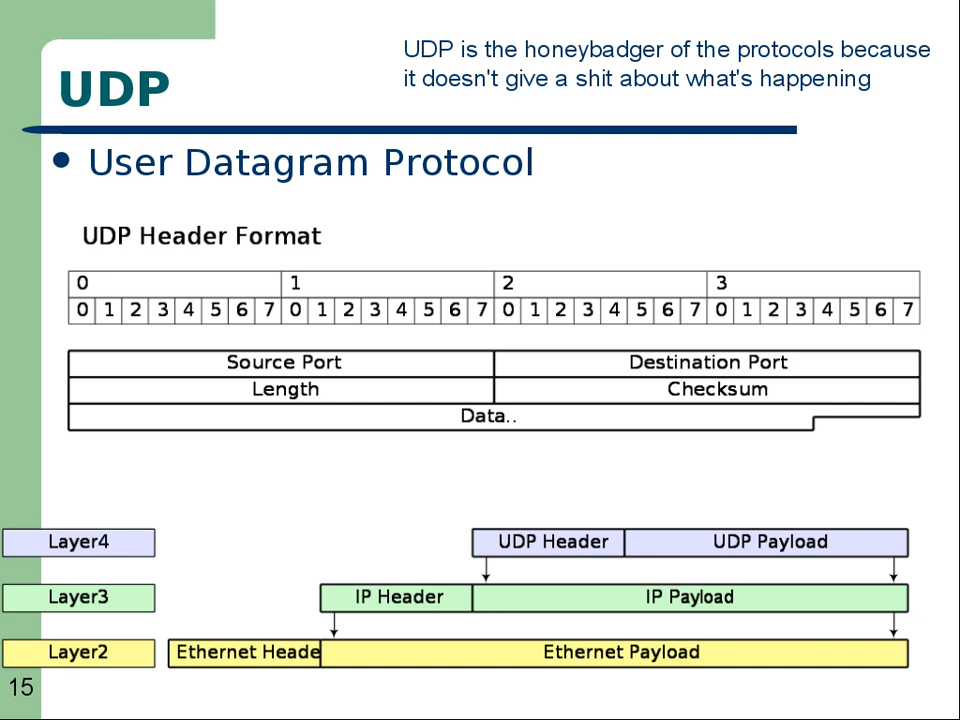 UDP is the honeybadger of the protocols because
it doesn't give a shit about what's happening
UDP
User Datagram Protocol
UDP Header Format
0 1 2 3
0 1 2 3 4 5 6 7 0 1 2 3 4 5 6 7 0 1 2 3 4 5 6 7 0 1 2 3 4 5 6 7
Source Port Destination Port
Length Checksum
Data..
Layer4 UDP Header UDP Payload
Layer3 IP Header IP Payload
Layer2 Ethernet Heade Ethernet Payload
15